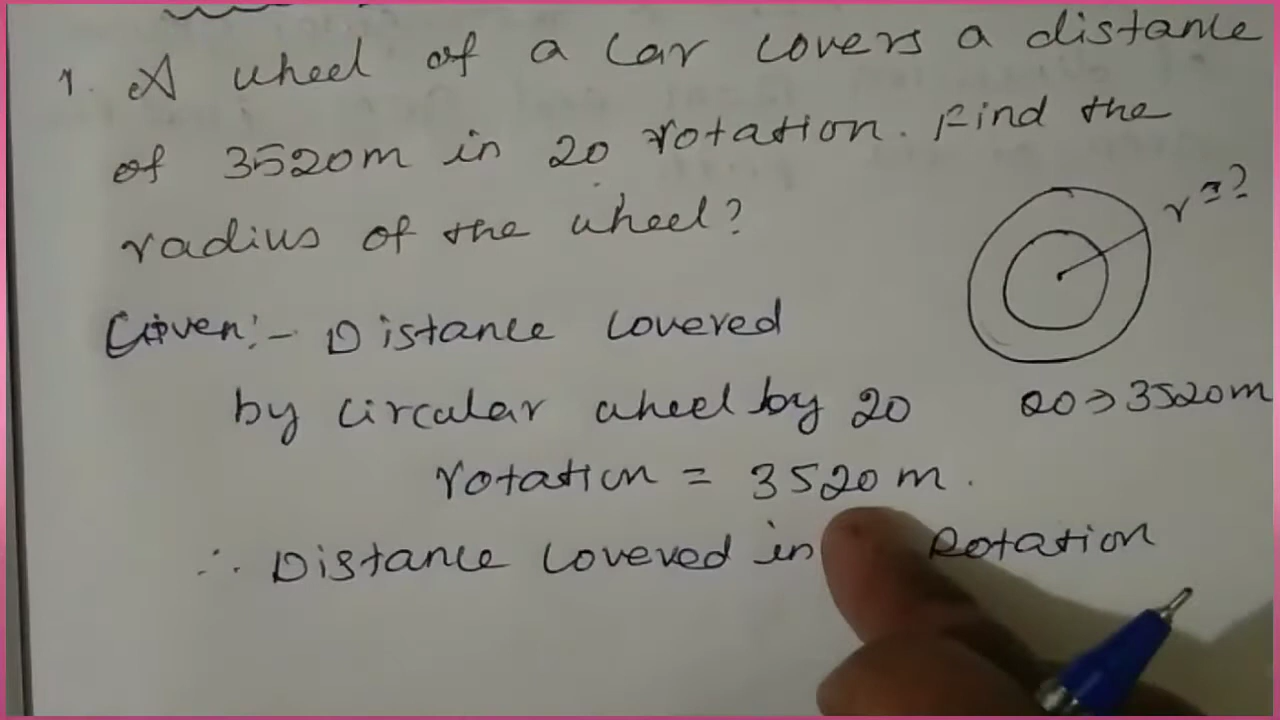 1. A wheel of a car covers a distance
of 3520m in 20 rotation. Find the
radius of the wheel?
r=?
Given:- Distance covered
by circular wheel by 20
20 → 3520m
rotation = 3520 m.
∴ Distance covered in Rotation